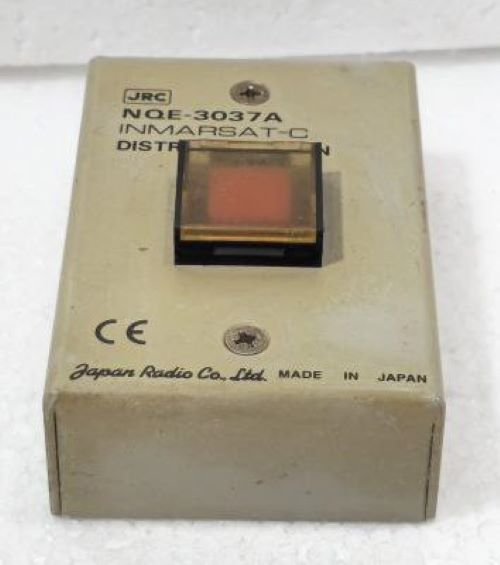 JRC
NQE-3037A
INMARSAT-C
CE
Japan Radio Co., Ltd. MADE IN JAPAN